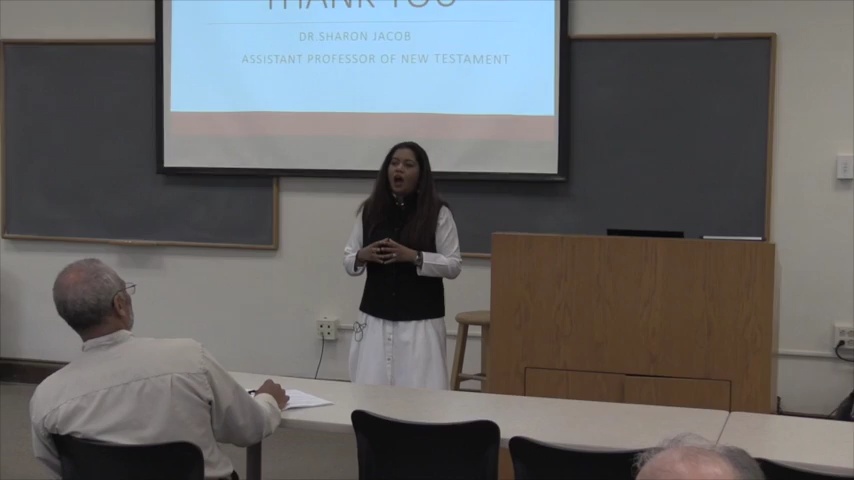 THANK YOU
DR.SHARON JACOB
ASSISTANT PROFESSOR OF NEW TESTAMENT